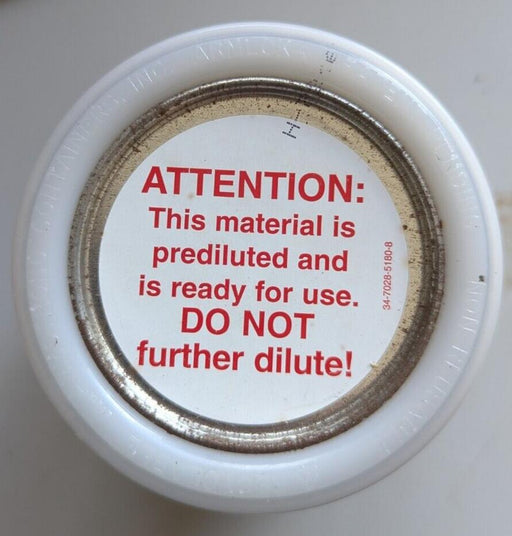 ATTENTION:
This material is
prediluted and
is ready for use.
DO NOT
further dilute!
34-7028-5180-8